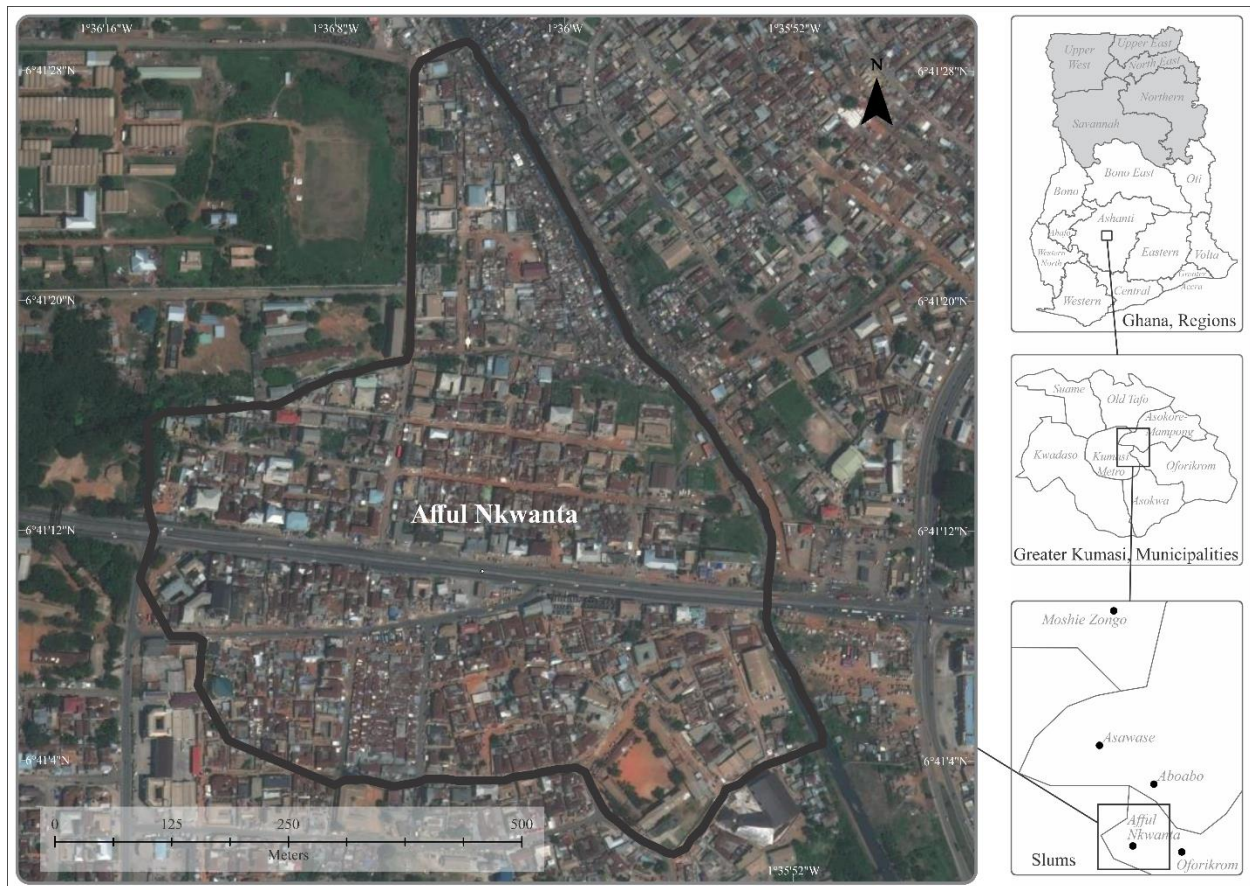 1°36'16"W
1°36'8"W
1°36'W
1°35'52"W
6°41'28"N
6°41'28"N
N
6°41'20"N
6°41'20"N
Afful Nkwanta
6°41'12"N
6°41'12"N
6°41'4"N
6°41'4"N
0 125 250 500
Meters
1°35'52"W
Upper West
Upper East
North East
Northern
Savannah
Bono East
Bono
Oti
Ashanti
Ahafo
Western North
Eastern
Volta
Greater Accra
Central
Western
Ghana, Regions
Suame
Old Tafo
Asokore-
Mampong
Kwadaso
Kumasi
Metro
Oforikrom
Asokwa
Greater Kumasi, Municipalities
Moshie Zongo
Asawase
Aboabo
Afful
Nkwanta
Oforikrom
Slums